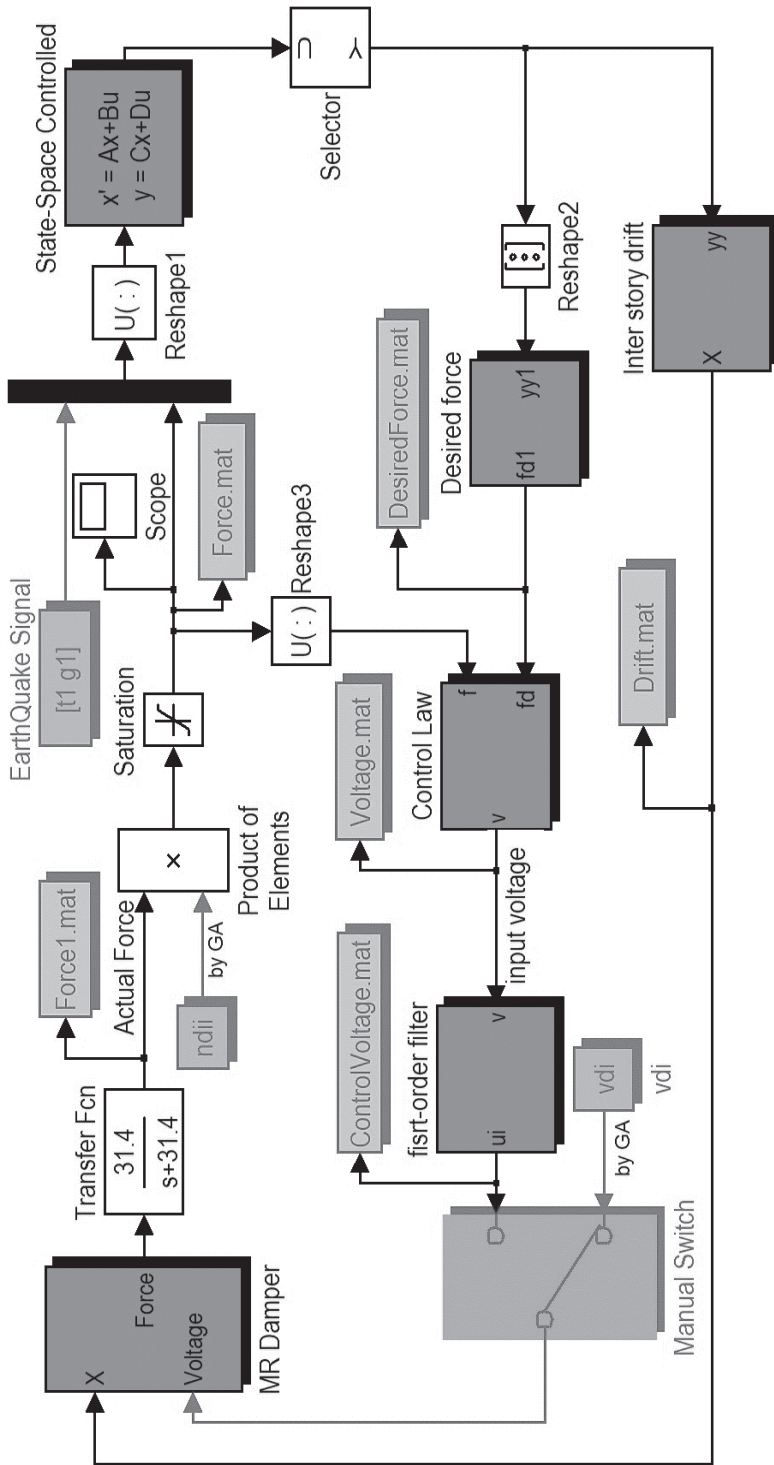 MR Damper
X
Voltage
Force
Transfer Fcn
31.4
s+31.4
Force1.mat
Actual Force
ndii
by GA
Product of
Elements
×
Saturation
EarthQuake Signal
[t1 g1]
Scope
Force.mat
U( : )
Reshape3
U( : )
Reshape1
State-Space Controlled
x' = Ax+Bu
y = Cx+Du
Selector
U
Y
Manual Switch
ControlVoltage.mat
fisrt-order filter
ui
v
by GA
vdi
vdi
input voltage
Voltage.mat
Control Law
v
f
fd
DesiredForce.mat
Desired force
fd1
yy1
Reshape2
Drift.mat
Inter story drift
X
yy